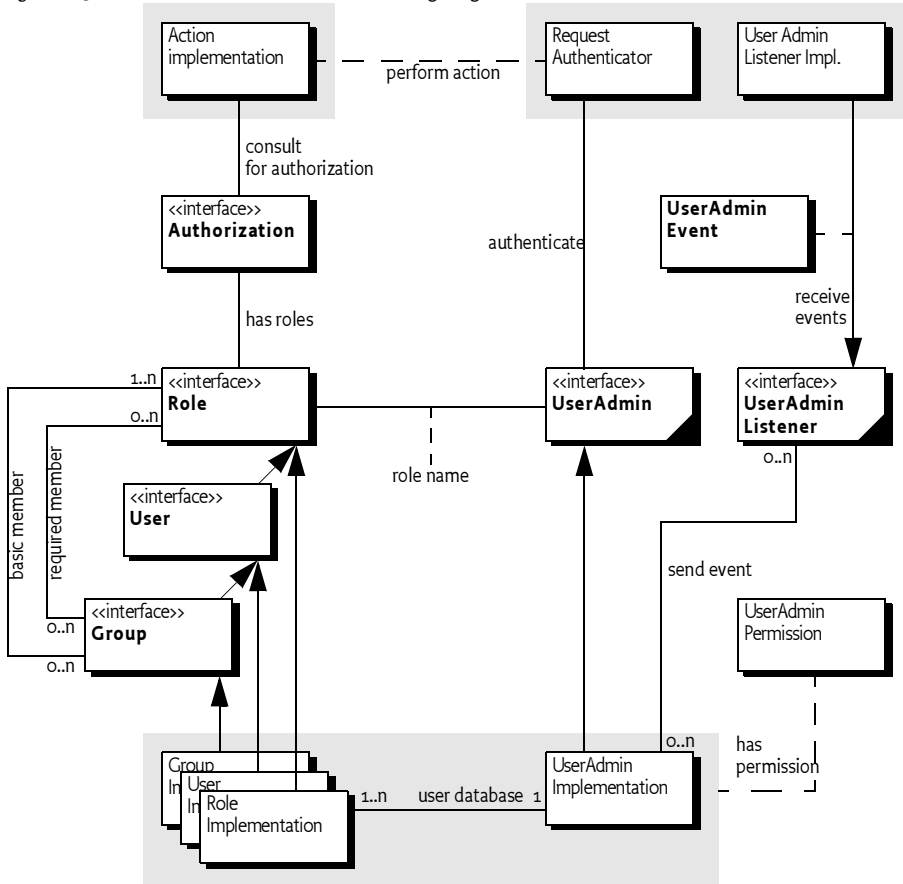 Action
implementation
perform action
Request
Authenticator
User Admin
Listener Impl.
consult
for authorization
<<interface>>
Authorization
authenticate
UserAdmin
Event
has roles
receive
events
1..n
<<interface>>
Role
0..n
<<interface>>
UserAdmin
<<interface>>
UserAdmin
Listener
0..n
role name
basic member
required member
<<interface>>
User
send event
<<interface>>
Group
0..n
0..n
UserAdmin
Permission
0..n
has
permission
Group
User
Role
Implementation
1..n
user database
1
UserAdmin
Implementation